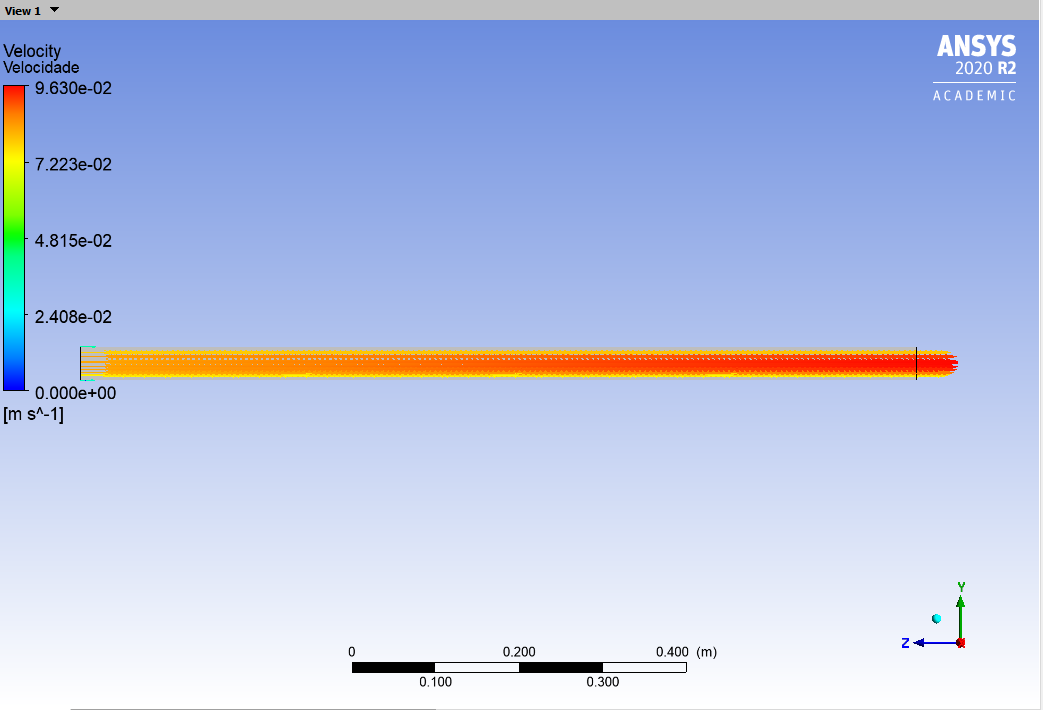 View 1
ANSYS
2020 R2
ACADEMIC
Velocity
Velocidade
9.630e-02
7.223e-02
4.815e-02
2.408e-02
0.000e+00
[m s^-1]
Y
Z
0 0.200 0.400 (m)
0.100 0.300